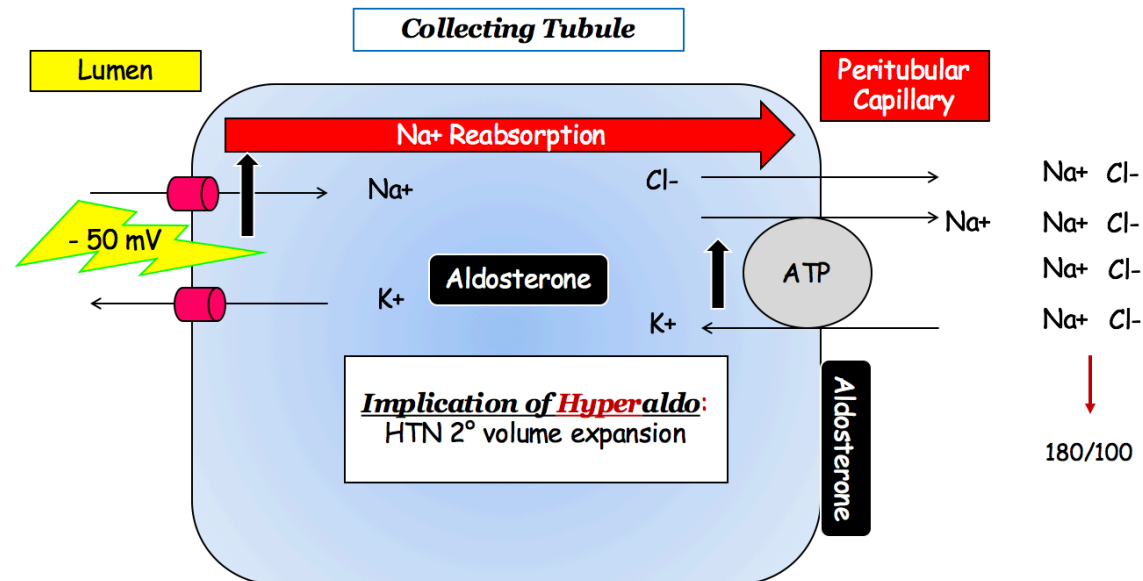 Collecting Tubule
Lumen
Peritubular
Capillary
Na+ Reabsorption
Na+
Cl-
Na+ Cl-
- 50 mV
Na+
Na+ Cl-
Aldosterone
ATP
Na+ Cl-
K+
K+
Na+ Cl-
Implication of Hyperaldo:
HTN 2° volume expansion
Aldosterone
180/100